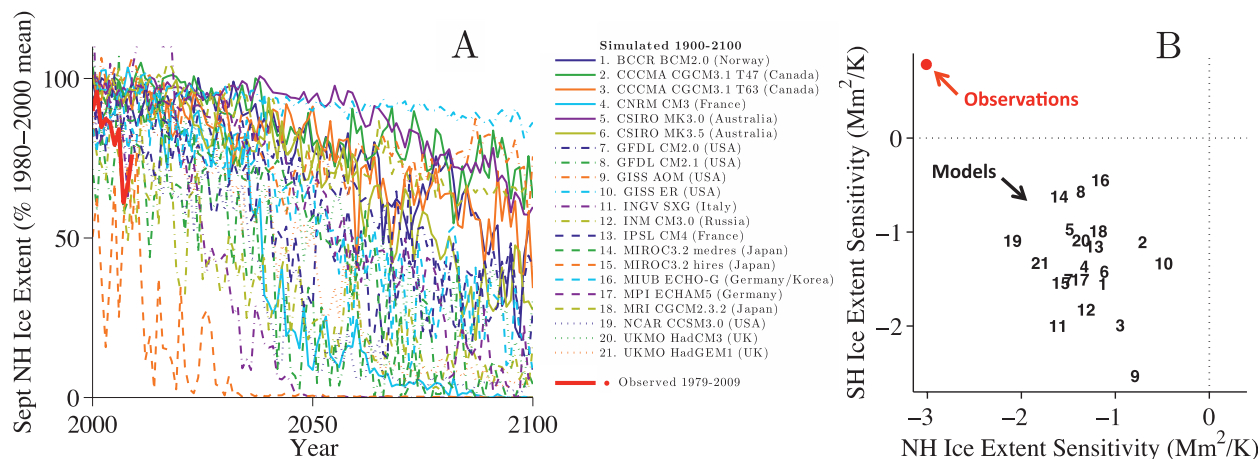 A
Sept NH Ice Extent (% 1980−2000 mean)
100
50
0
2000
2050
2100
Year
Simulated 1900-2100
1. BCCR BCM2.0 (Norway)
2. CCCMA CGCM3.1 T47 (Canada)
3. CCCMA CGCM3.1 T63 (Canada)
4. CNRM CM3 (France)
5. CSIRO MK3.0 (Australia)
6. CSIRO MK3.5 (Australia)
7. GFDL CM2.0 (USA)
8. GFDL CM2.1 (USA)
9. GISS AOM (USA)
10. GISS ER (USA)
11. INGV SXG (Italy)
12. INM CM3.0 (Russia)
13. IPSL CM4 (France)
14. MIROC3.2 medres (Japan)
15. MIROC3.2 hires (Japan)
16. MIUB ECHO-G (Germany/Korea)
17. MPI ECHAM5 (Germany)
18. MRI CGCM2.3.2 (Japan)
19. NCAR CCSM3.0 (USA)
20. UKMO HadCM3 (UK)
21. UKMO HadGEM1 (UK)
Observed 1979-2009
B
SH Ice Extent Sensitivity (Mm²/K)
Observations
0
Models
16
8
14
5
18
−1
20
19
2
13
21
4
10
6
7
17
15
1
12
−2
11
3
9
−3
−2
−1
0
NH Ice Extent Sensitivity (Mm²/K)